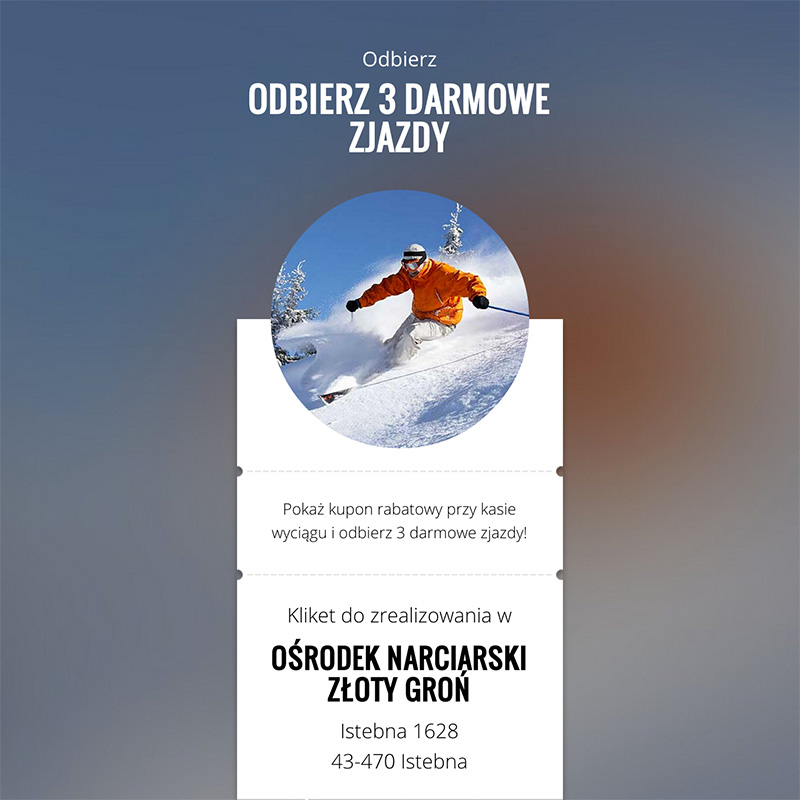 Odbierz
ODBIERZ 3 DARMOWE
ZJAZDY
Pokaż kupon rabatowy przy kasie
wyciągu i odbierz 3 darmowe zjazdy!
Kliket do zrealizowania w
OŚRODEK NARCIARSKI
ZŁOTY GROŃ
Istebna 1628
43-470 Istebna